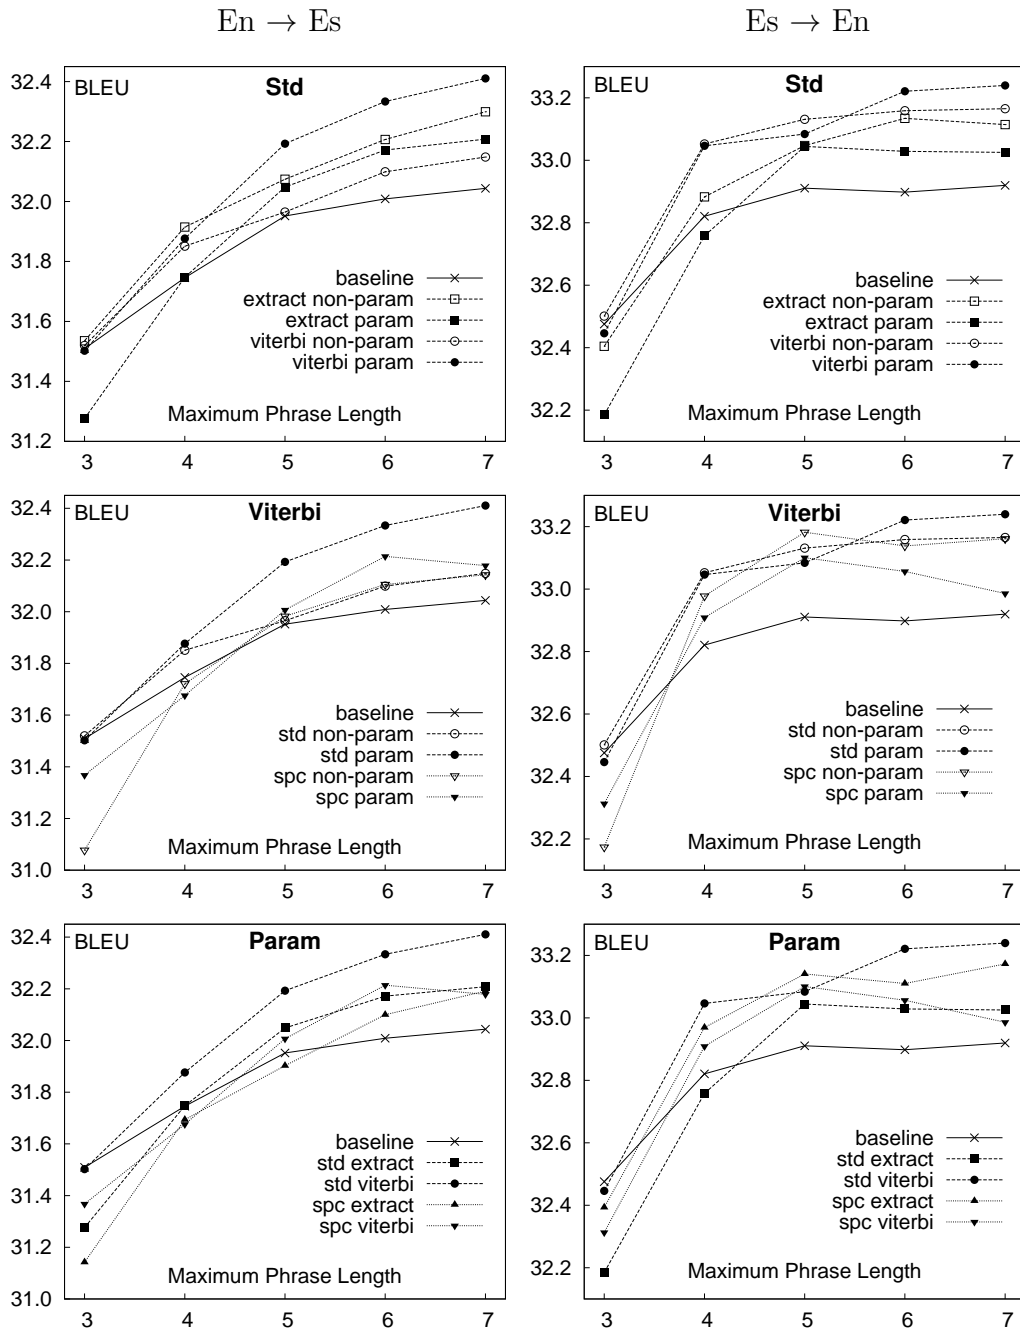 En → Es
Es → En
BLEU
Std
32.4
32.2
32.0
31.8
31.6
31.4
31.2
baseline
extract non-param
extract param
viterbi non-param
viterbi param
Maximum Phrase Length
3 4 5 6 7
BLEU
Std
33.2
33.0
32.8
32.6
32.4
32.2
baseline
extract non-param
extract param
viterbi non-param
viterbi param
Maximum Phrase Length
3 4 5 6 7
BLEU
Viterbi
32.4
32.2
32.0
31.8
31.6
31.4
31.2
31.0
baseline
std non-param
std param
spc non-param
spc param
Maximum Phrase Length
3 4 5 6 7
BLEU
Viterbi
33.2
33.0
32.8
32.6
32.4
32.2
baseline
std non-param
std param
spc non-param
spc param
Maximum Phrase Length
3 4 5 6 7
BLEU
Param
32.4
32.2
32.0
31.8
31.6
31.4
31.2
31.0
baseline
std extract
std viterbi
spc extract
spc viterbi
Maximum Phrase Length
3 4 5 6 7
BLEU
Param
33.2
33.0
32.8
32.6
32.4
32.2
baseline
std extract
std viterbi
spc extract
spc viterbi
Maximum Phrase Length
3 4 5 6 7